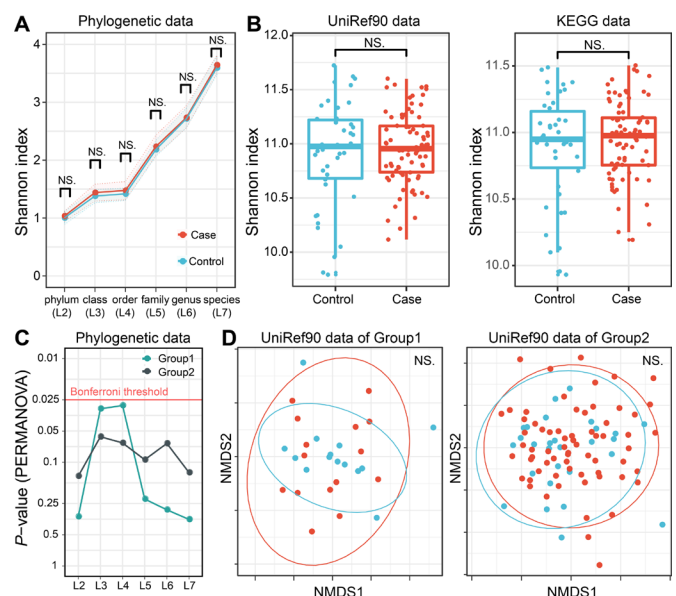 A
Phylogenetic data
Shannon index
4
3
2
1
0
NS.
NS.
NS.
NS.
NS.
NS.
Case
Control
phylum
(L2)
class
(L3)
order
(L4)
family
(L5)
genus
(L6)
species
(L7)
B
UniRef90 data
NS.
Shannon index
12.0
11.5
11.0
10.5
10.0
Control
Case
KEGG data
NS.
Shannon index
11.5
11.0
10.5
10.0
Control
Case
C
Phylogenetic data
P-value (PERMANOVA)
0.01
0.025
0.05
0.1
0.25
0.5
1
Group1
Group2
Bonferroni threshold
L2 L3 L4 L5 L6 L7
D
UniRef90 data of Group1
NS.
NMDS2
NMDS1
UniRef90 data of Group2
NS.
NMDS2
NMDS1